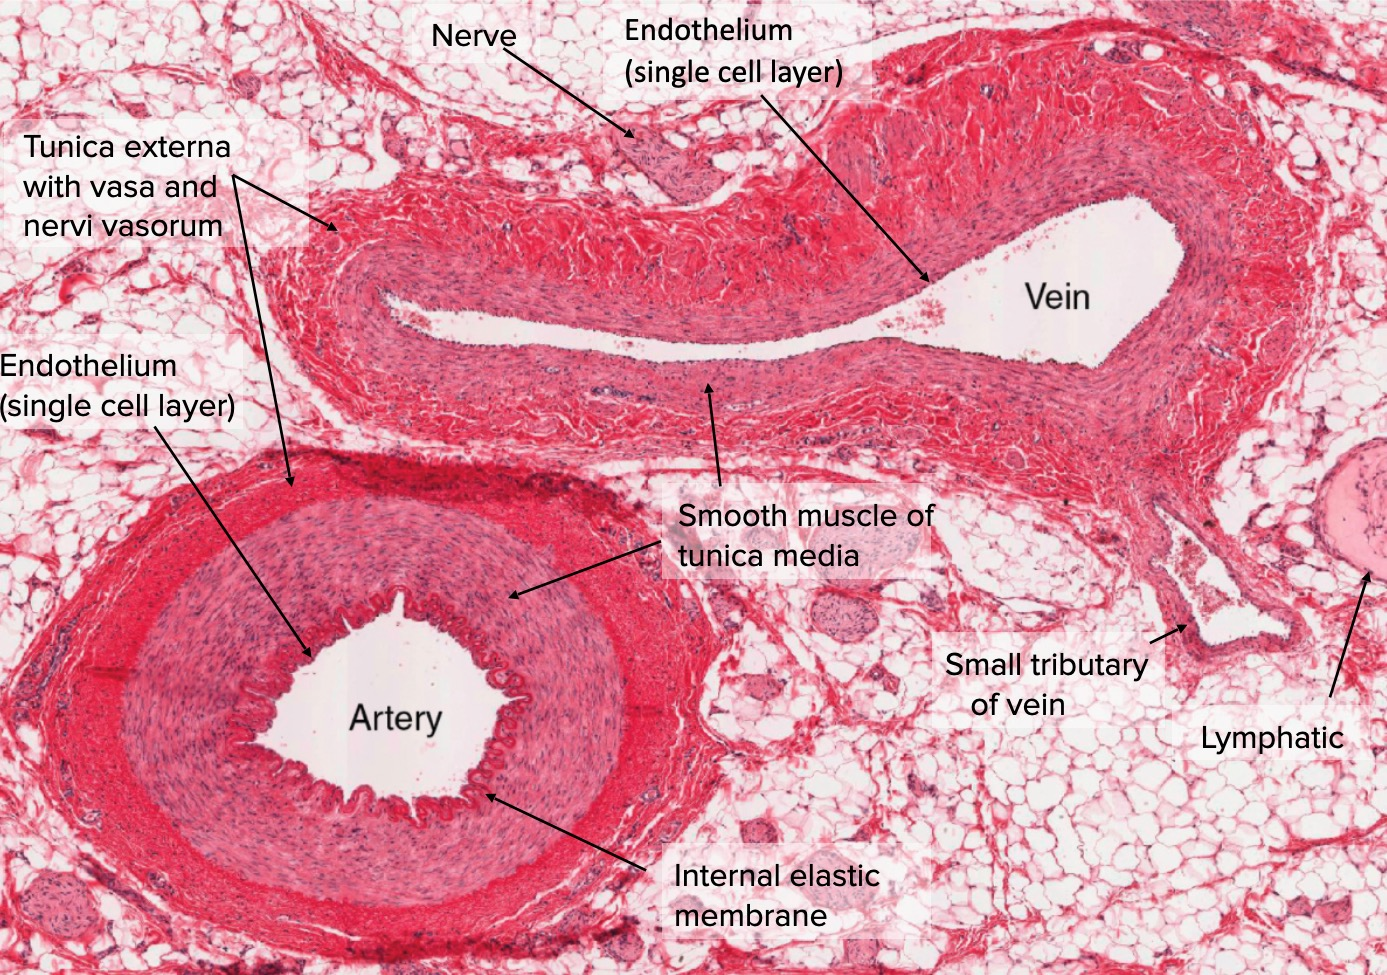 Nerve
Endothelium
(single cell layer)
Tunica externa
with vasa and
nervi vasorum
Vein
Endothelium
(single cell layer)
Smooth muscle of
tunica media
Small tributary
of vein
Artery
Lymphatic
Internal elastic
membrane